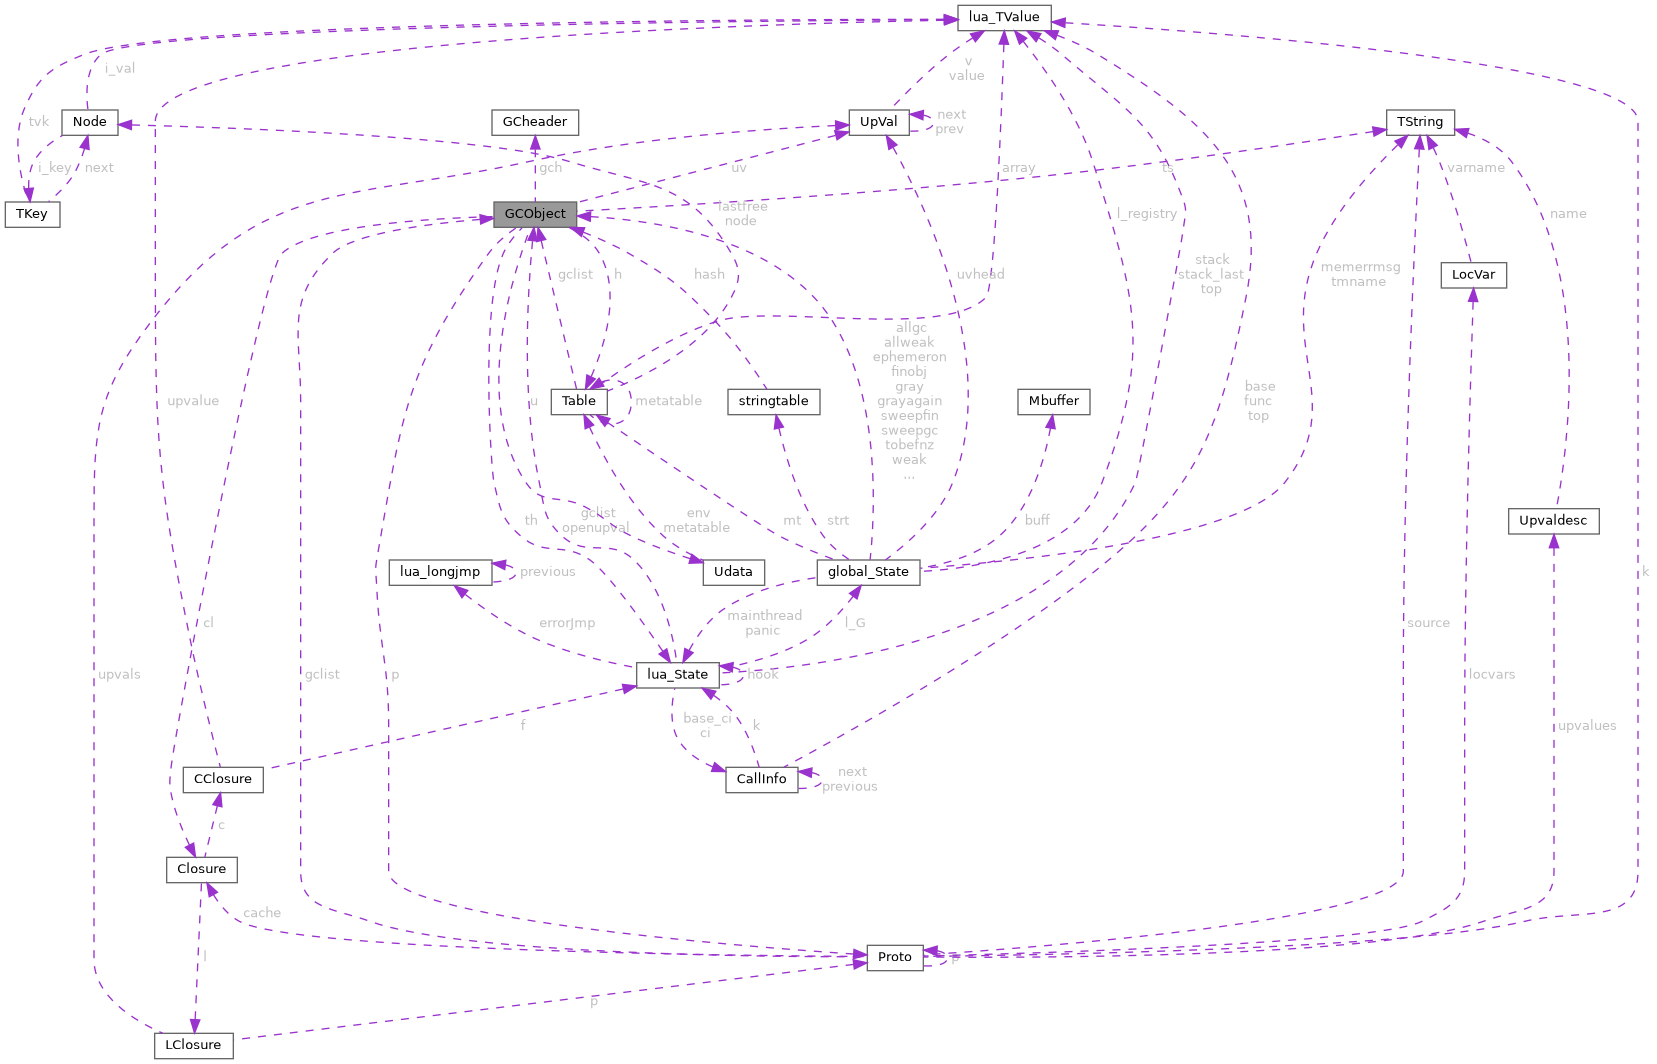 lua_TValue
i_val
v
value
tvk
Node
GCheader
UpVal
next
prev
TString
i_key
next
gch
uv
array
ts
varname
TKey
GCObject
lastfree
node
l_registry
name
gclist
h
hash
uvhead
stack
stack_last
top
memerrmsg
tmname
LocVar
allgc
allweak
ephemeron
finobj
gray
grayagain
sweepfin
sweepgc
tobefnz
weak
...
upvalue
u
Table
metatable
stringtable
Mbuffer
base
func
top
th
gclist
openupval
env
metatable
mt
strt
buff
Upvaldesc
lua_longjmp
previous
Udata
global_State
cl
errorJmp
mainthread
panic
l_G
source
upvals
gclist
p
lua_State
hook
locvars
k
f
base_ci
ci
k
upvalues
CClosure
CallInfo
next
previous
c
Closure
cache
l
Proto
p
p
LClosure